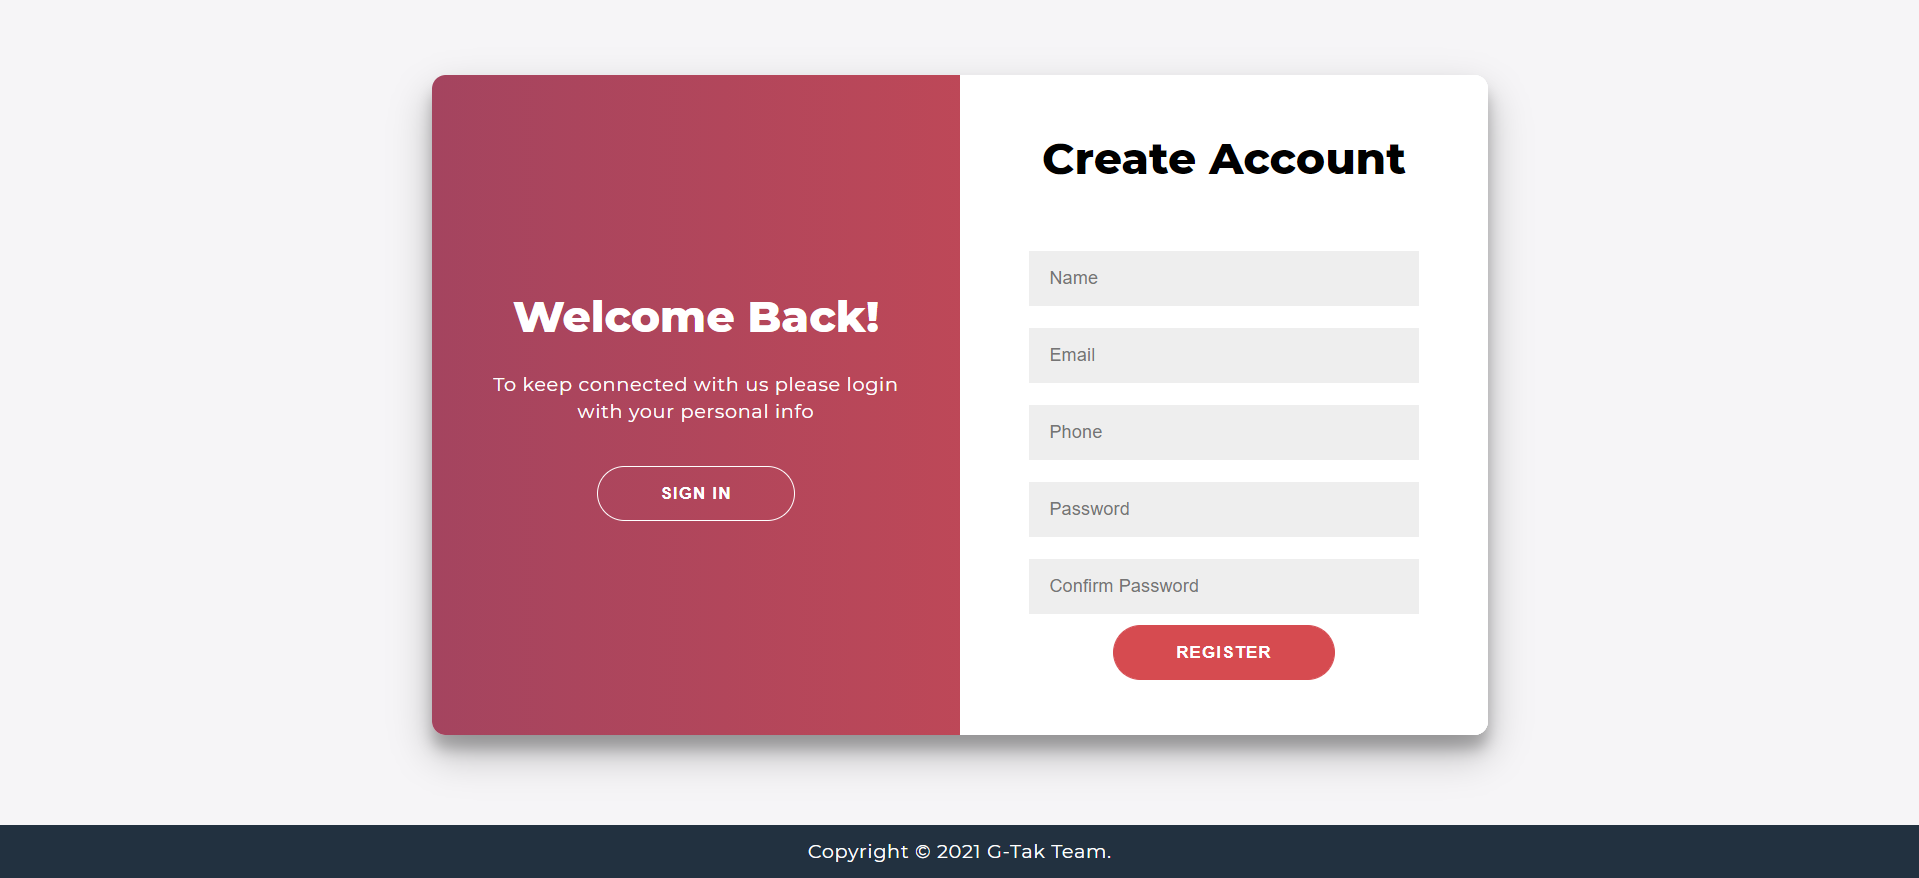 Welcome Back!
To keep connected with us please login
with your personal info
SIGN IN
Create Account
Name
Email
Phone
Password
Confirm Password
REGISTER
Copyright © 2021 G-Tak Team.